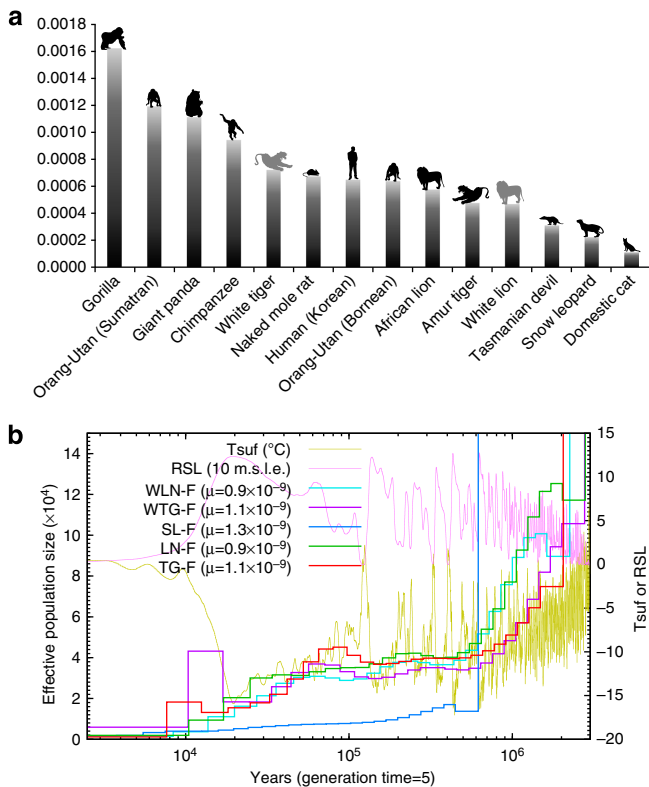 a
0.0018
0.0016
0.0014
0.0012
0.0010
0.0008
0.0006
0.0004
0.0002
0.0000
Gorilla
Orang-Utan (Sumatran)
Giant panda
Chimpanzee
White tiger
Naked mole rat
Human (Korean)
Orang-Utan (Bornean)
African lion
Amur tiger
White lion
Tasmanian devil
Snow leopard
Domestic cat
b
Effective population size (×10⁴)
14
12
10
8
6
4
2
0
Tsuf (°C)
RSL (10 m.s.l.e.)
WLN-F (μ=0.9×10⁻⁹)
WTG-F (μ=1.1×10⁻⁹)
SL-F (μ=1.3×10⁻⁹)
LN-F (μ=0.9×10⁻⁹)
TG-F (μ=1.1×10⁻⁹)
15
10
5
0
−5
−10
−15
−20
Tsuf or RSL
10⁴ 10⁵ 10⁶
Years (generation time=5)